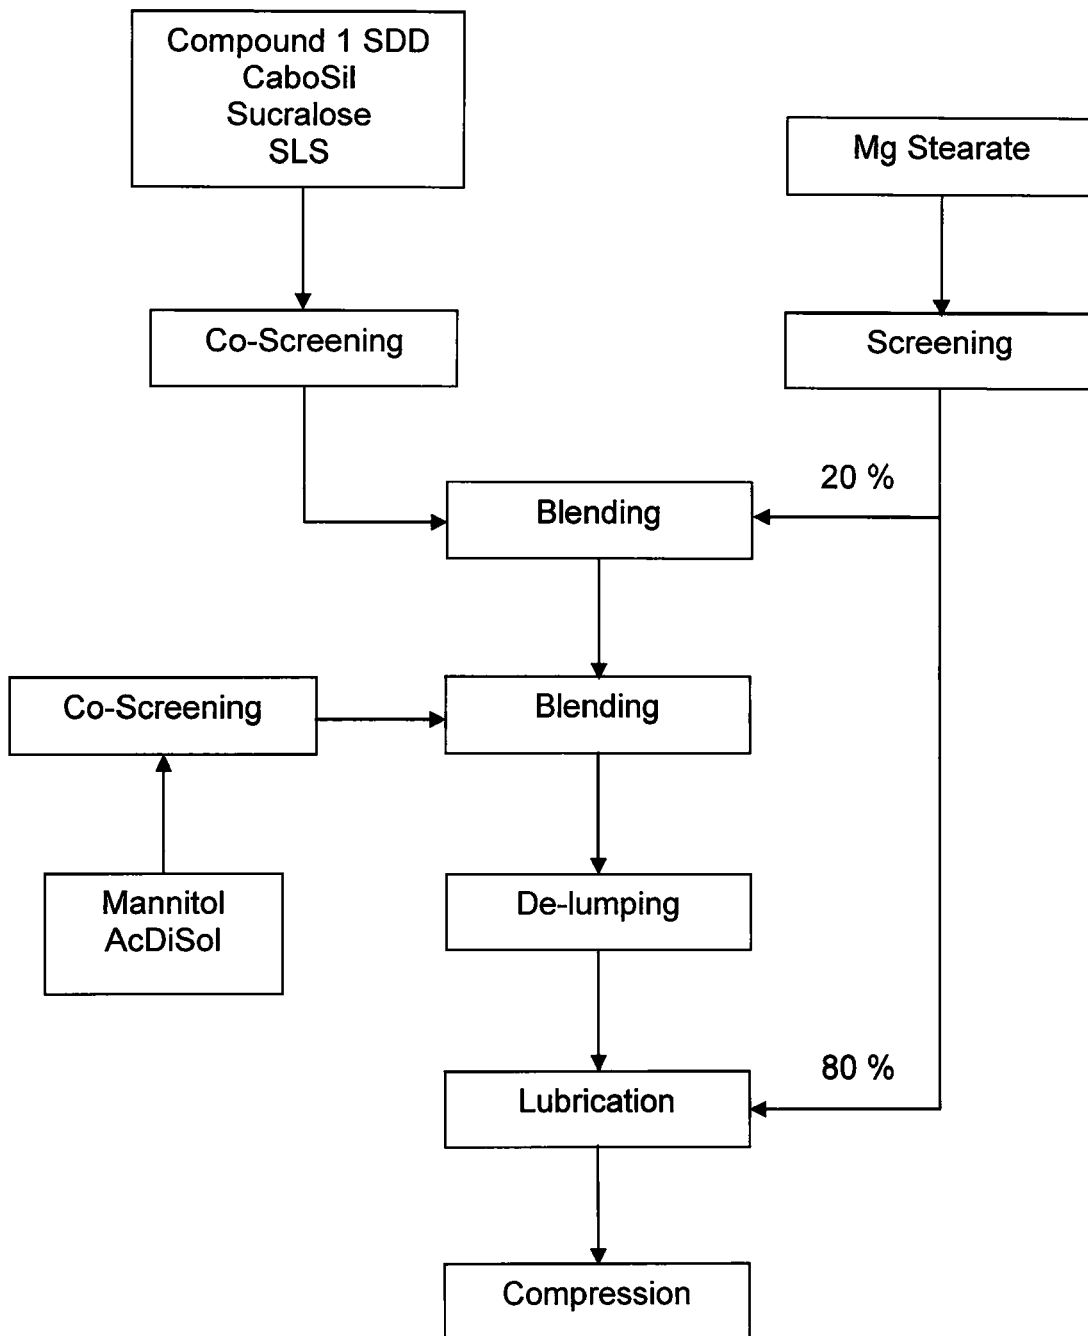 Compound 1 SDD
CaboSil
Sucralose
SLS
Mg Stearate
Co-Screening
Screening
20 %
Blending
Co-Screening
Blending
Mannitol
AcDiSol
De-lumping
80 %
Lubrication
Compression